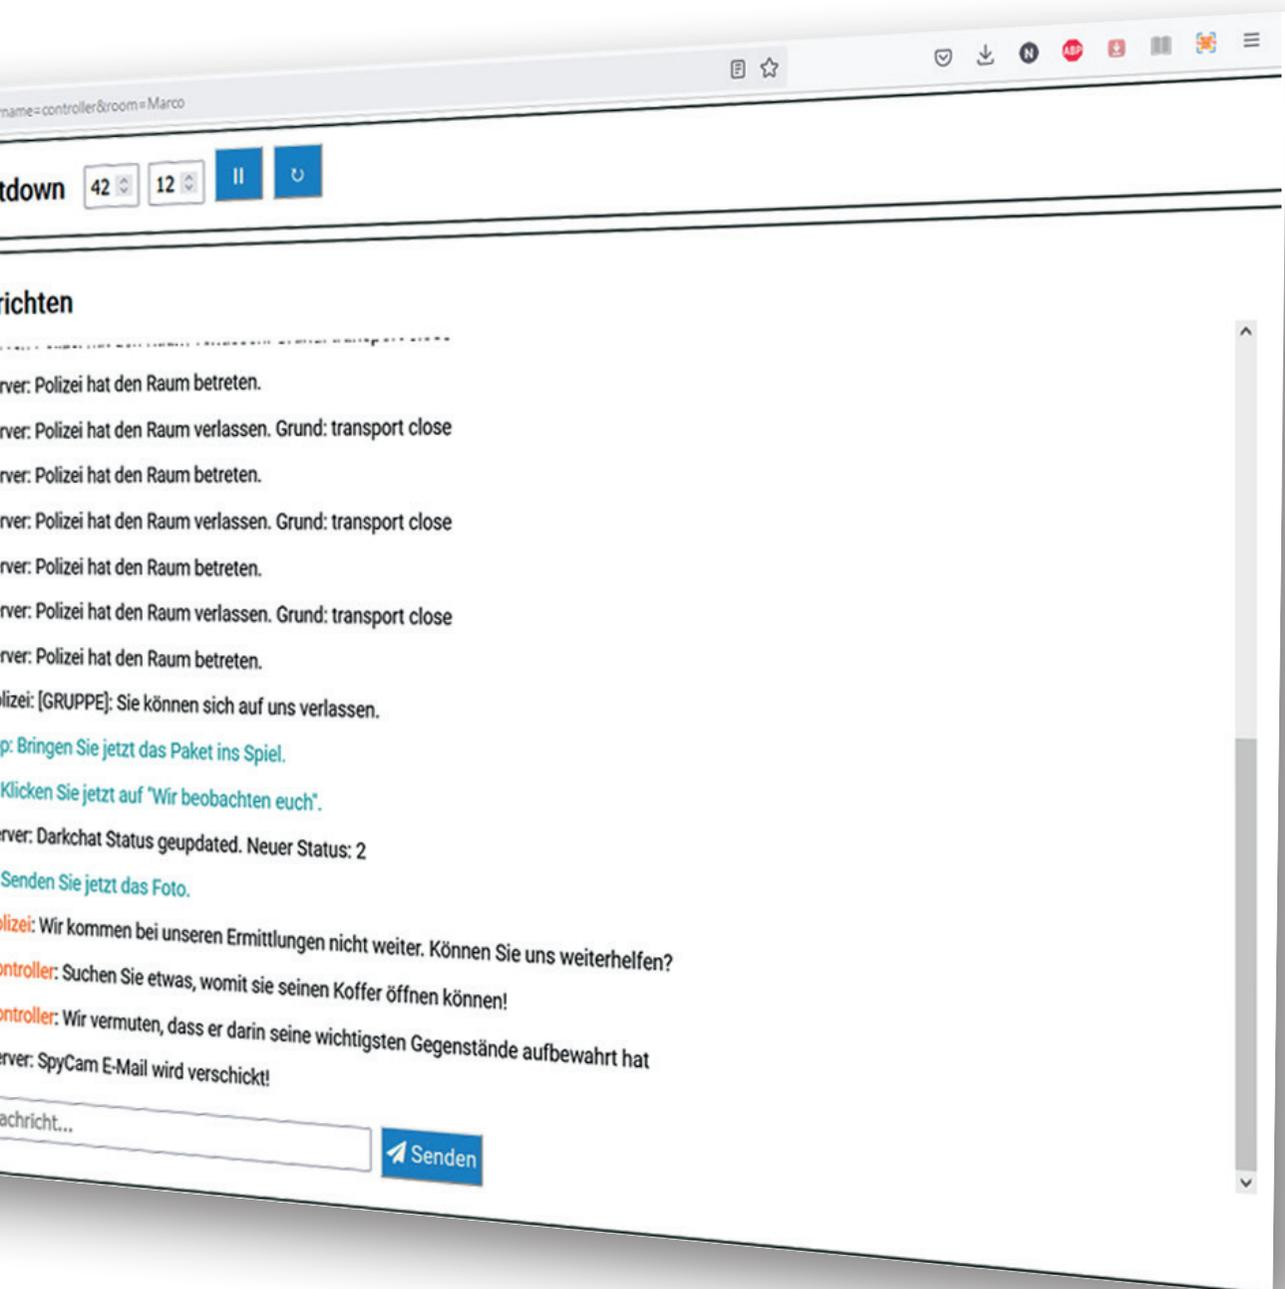 rname=controller&room=Marco
N
ABP
tdown 42 12
richten
rver: Polizei hat den Raum betreten.
rver: Polizei hat den Raum verlassen. Grund: transport close
rver: Polizei hat den Raum betreten.
rver: Polizei hat den Raum verlassen. Grund: transport close
rver: Polizei hat den Raum betreten.
rver: Polizei hat den Raum verlassen. Grund: transport close
rver: Polizei hat den Raum betreten.
lizei: [GRUPPE]: Sie können sich auf uns verlassen.
p: Bringen Sie jetzt das Paket ins Spiel.
Klicken Sie jetzt auf "Wir beobachten euch".
erver: Darkchat Status geupdated. Neuer Status: 2
Senden Sie jetzt das Foto.
lizei: Wir kommen bei unseren Ermittlungen nicht weiter. Können Sie uns weiterhelfen?
ontroller: Suchen Sie etwas, womit sie seinen Koffer öffnen können!
ontroller: Wir vermuten, dass er darin seine wichtigsten Gegenstände aufbewahrt hat
erver: SpyCam E-Mail wird verschickt!
achricht...
Senden